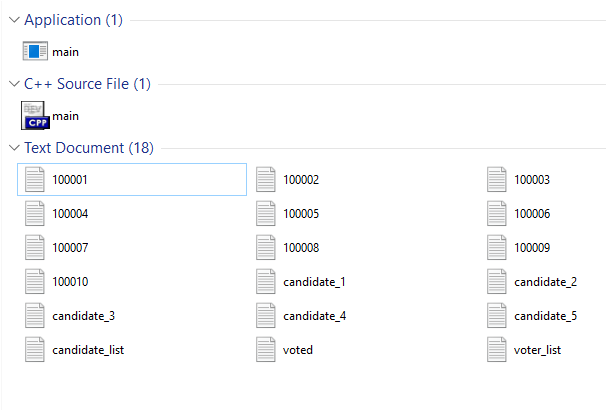 Application (1)
main
C++ Source File (1)
DEV
CPP
main
Text Document (18)
100001 100002 100003
100004 100005 100006
100007 100008 100009
100010 candidate_1 candidate_2
candidate_3 candidate_4 candidate_5
candidate_list voted voter_list